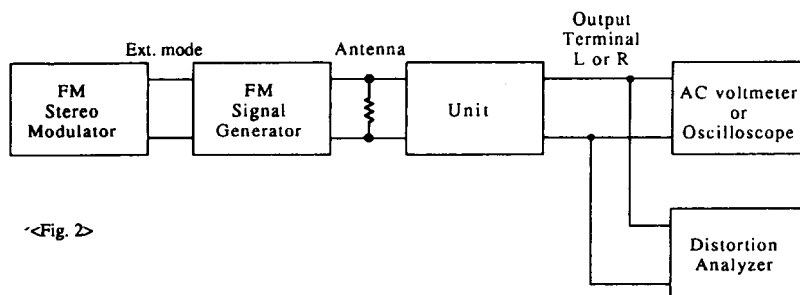 Ext. mode
Antenna
Output
Terminal
L or R
FM
Stereo
Modulator
FM
Signal
Generator
Unit
AC voltmeter
or
Oscilloscope
<Fig. 2>
Distortion
Analyzer